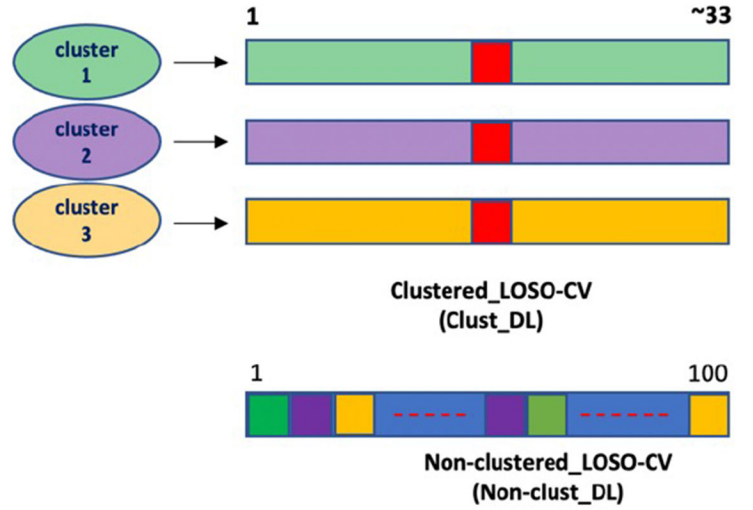 1 ~33
cluster
1
cluster
2
cluster
3
Clustered_LOSO-CV
(Clust_DL)
1 100
Non-clustered_LOSO-CV
(Non-clust_DL)